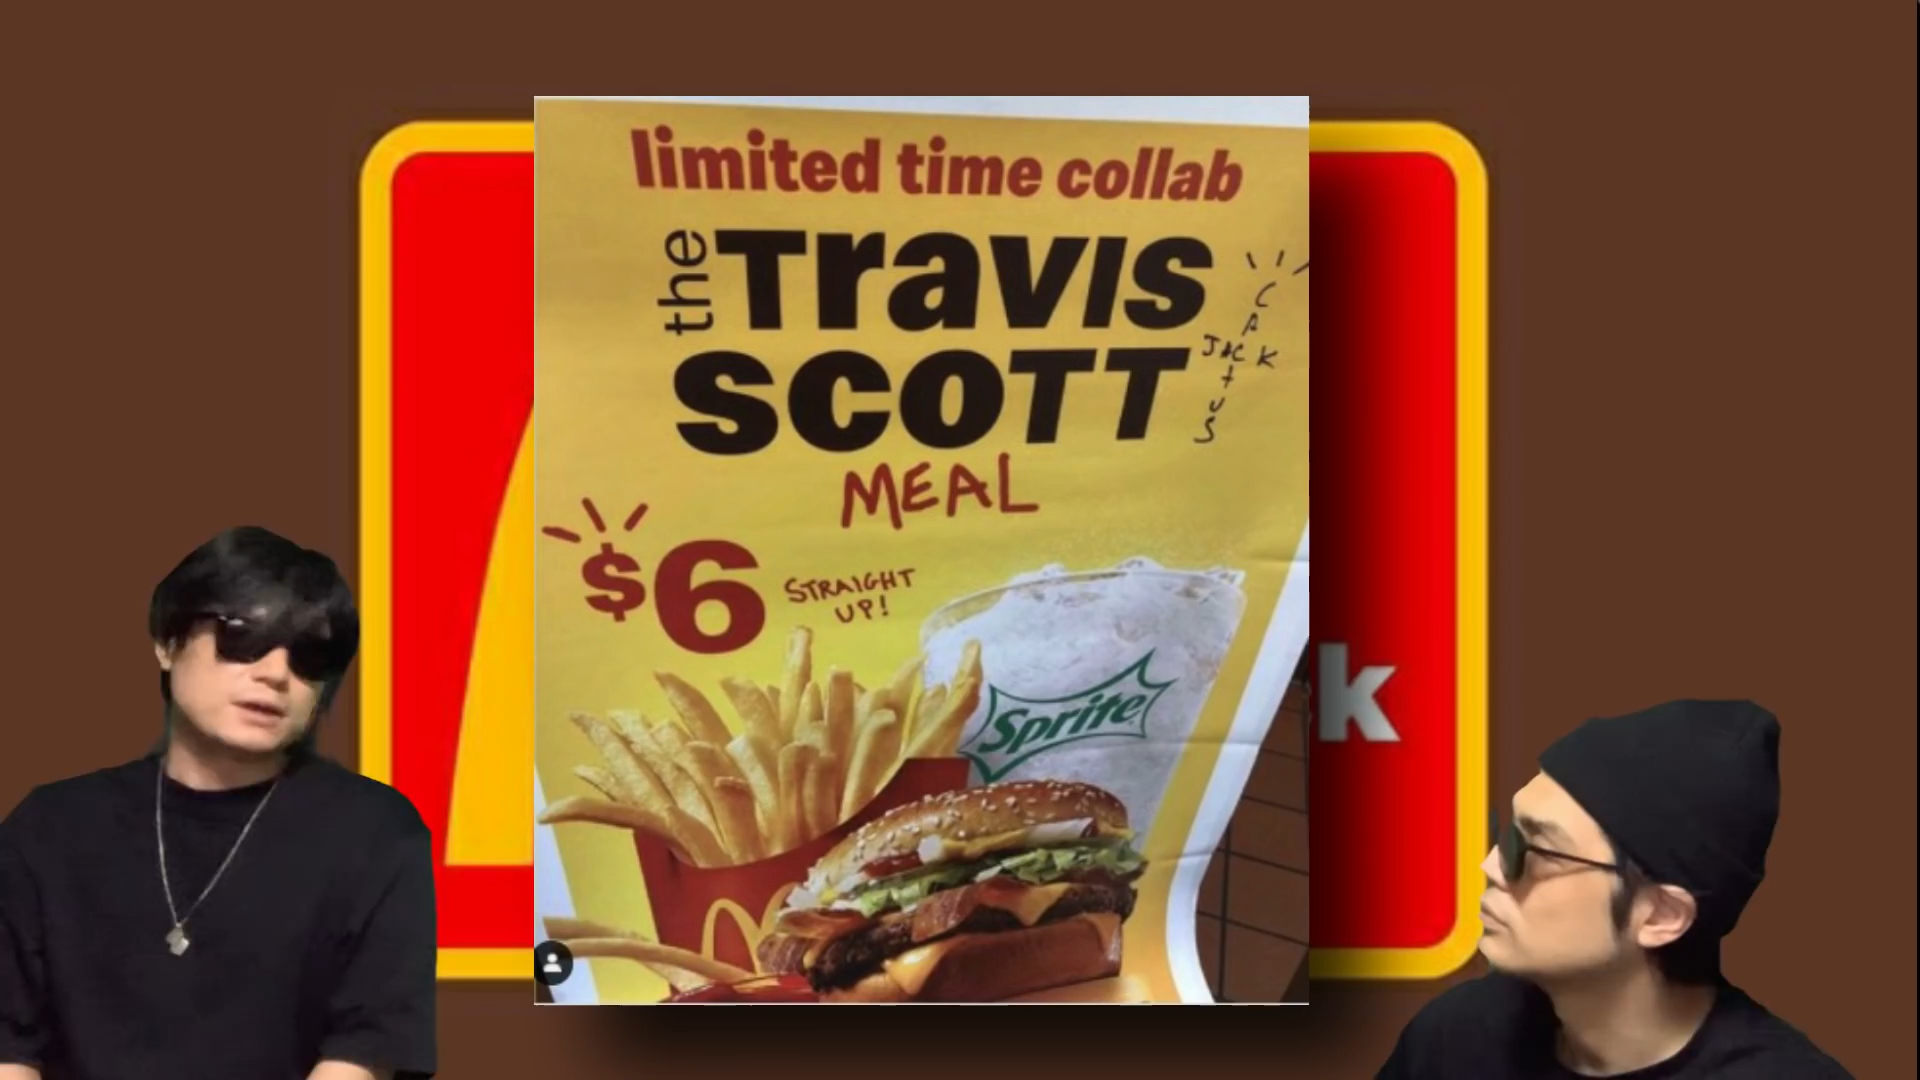 limited time collab
the Travis
SCOTT
CACTUS
JACK
MEAL
$6 STRAIGHT
UP!
Sprite
k